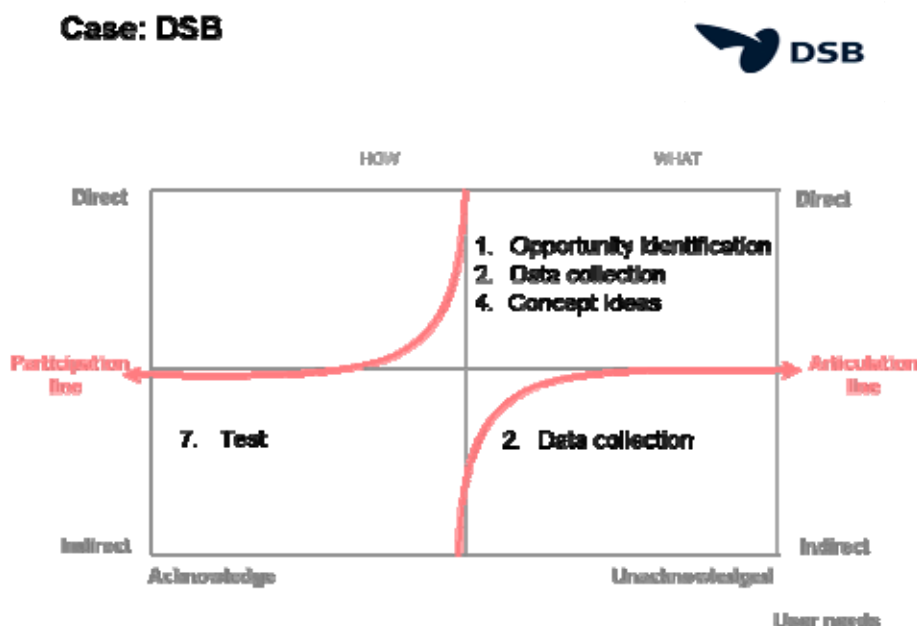 Case: DSB
DSB
HOW WHAT
Direct Direct
1. Opportunity identification
2. Data collection
4. Concept ideas
Participation line
Articulation line
7. Test
2. Data collection
Indirect Indirect
Acknowledge Unacknowledged
User needs